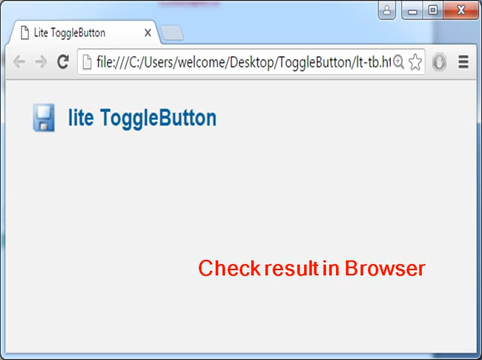 Lite ToggleButton
file:///C:/Users/welcome/Desktop/ToggleButton/lt-tb.ht
lite ToggleButton
Check result in Browser